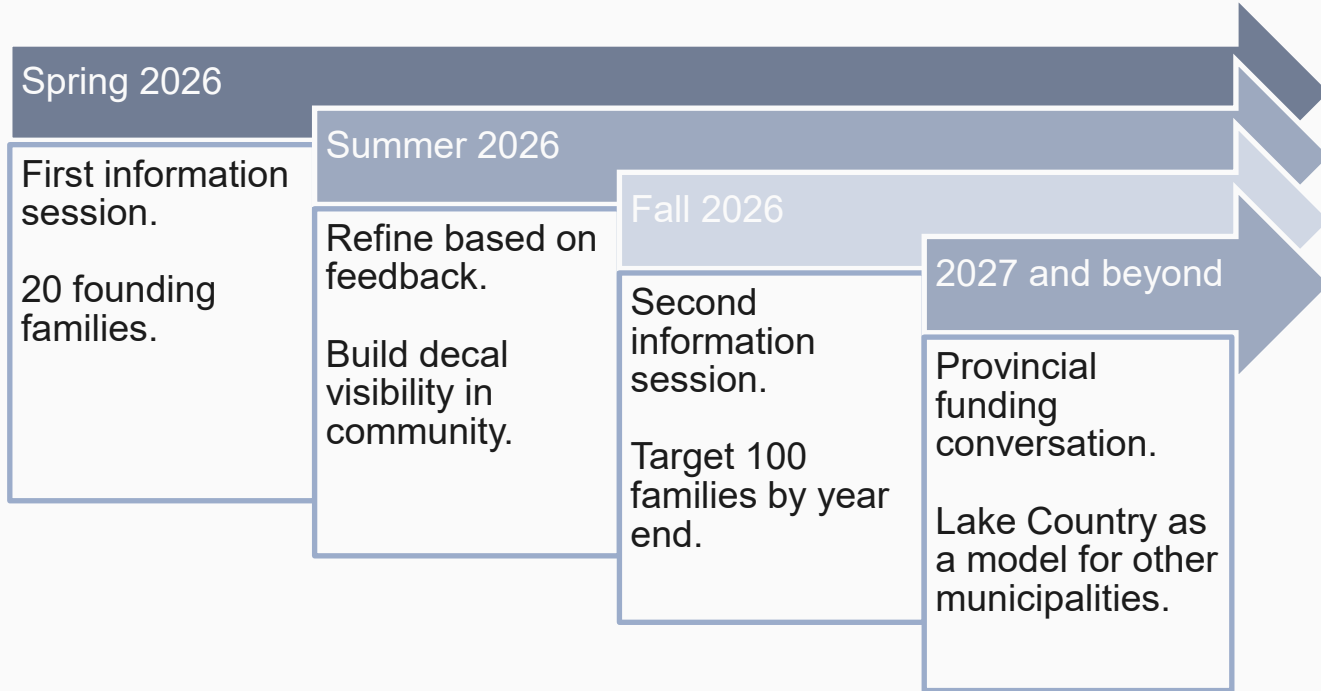 Spring 2026
First information
session.
20 founding
families.
Summer 2026
Refine based on
feedback.
Build decal
visibility in
community.
Fall 2026
Second
information
session.
Target 100
families by year
end.
2027 and beyond
Provincial
funding
conversation.
Lake Country as
a model for other
municipalities.